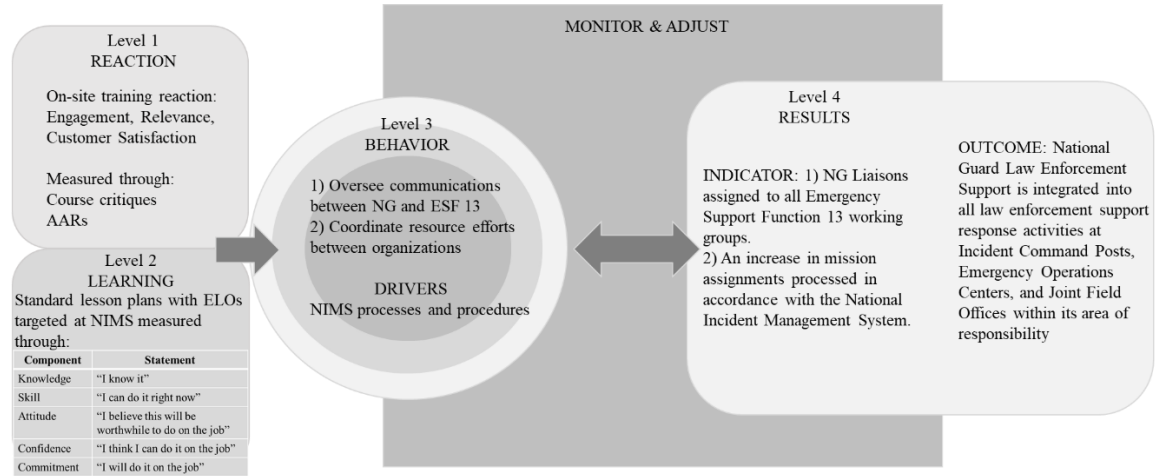 Level 1
REACTION
On-site training reaction:
Engagement, Relevance,
Customer Satisfaction
Measured through:
Course critiques
AARs
Level 2
LEARNING
Standard lesson plans with ELOs
targeted at NIMS measured
through:
Component Statement
Knowledge "I know it"
Skill "I can do it right now"
Attitude "I believe this will be
worthwhile to do on the job"
Confidence "I think I can do it on the job"
Commitment "I will do it on the job"
MONITOR & ADJUST
Level 3
BEHAVIOR
1) Oversee communications
between NG and ESF 13
2) Coordinate resource efforts
between organizations
DRIVERS
NIMS processes and procedures
Level 4
RESULTS
INDICATOR: 1) NG Liaisons
assigned to all Emergency
Support Function 13 working
groups.
2) An increase in mission
assignments processed in
accordance with the National
Incident Management System.
OUTCOME: National
Guard Law Enforcement
Support is integrated into
all law enforcement support
response activities at
Incident Command Posts,
Emergency Operations
Centers, and Joint Field
Offices within its area of
responsibility